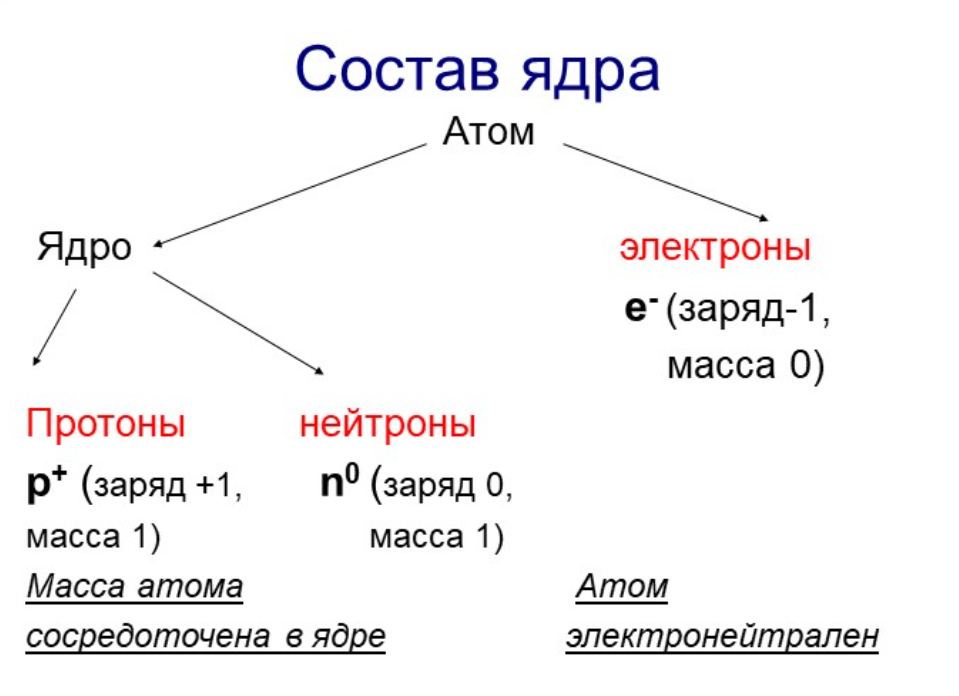 Состав ядра
Атом
Ядро
электроны
e⁻ (заряд-1,
масса 0)
Протоны нейтроны
p⁺ (заряд +1, n⁰ (заряд 0,
масса 1) масса 1)
Масса атома Атом
сосредоточена в ядре электронейтрален